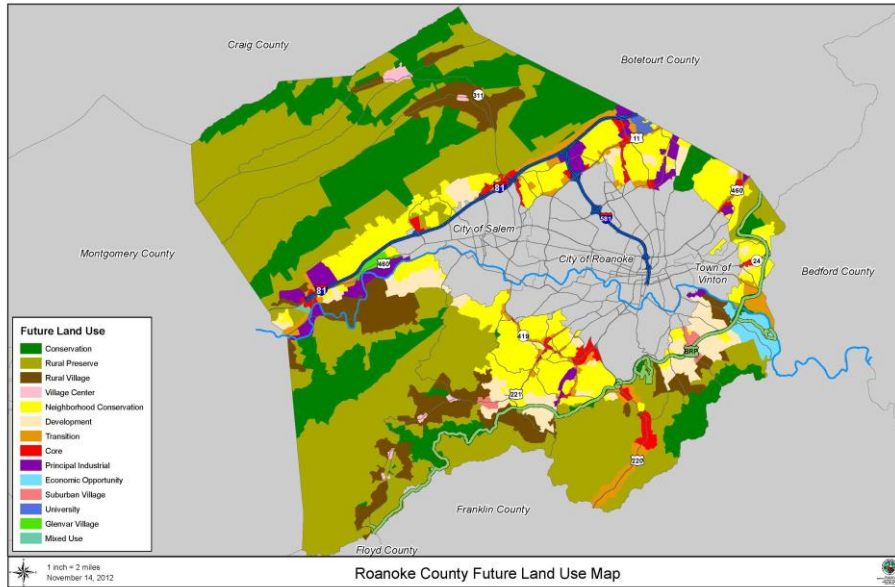 Craig County
Botetourt County
311
11
460
81
581
City of Salem
Montgomery County
City of Roanoke
Town of
Vinton
24
Bedford County
460
81
419
BRP
221
220
Franklin County
Floyd County
Future Land Use
Conservation
Rural Preserve
Rural Village
Village Center
Neighborhood Conservation
Development
Transition
Core
Principal Industrial
Economic Opportunity
Suburban Village
University
Glenvar Village
Mixed Use
1 inch = 2 miles
November 14, 2012
Roanoke County Future Land Use Map